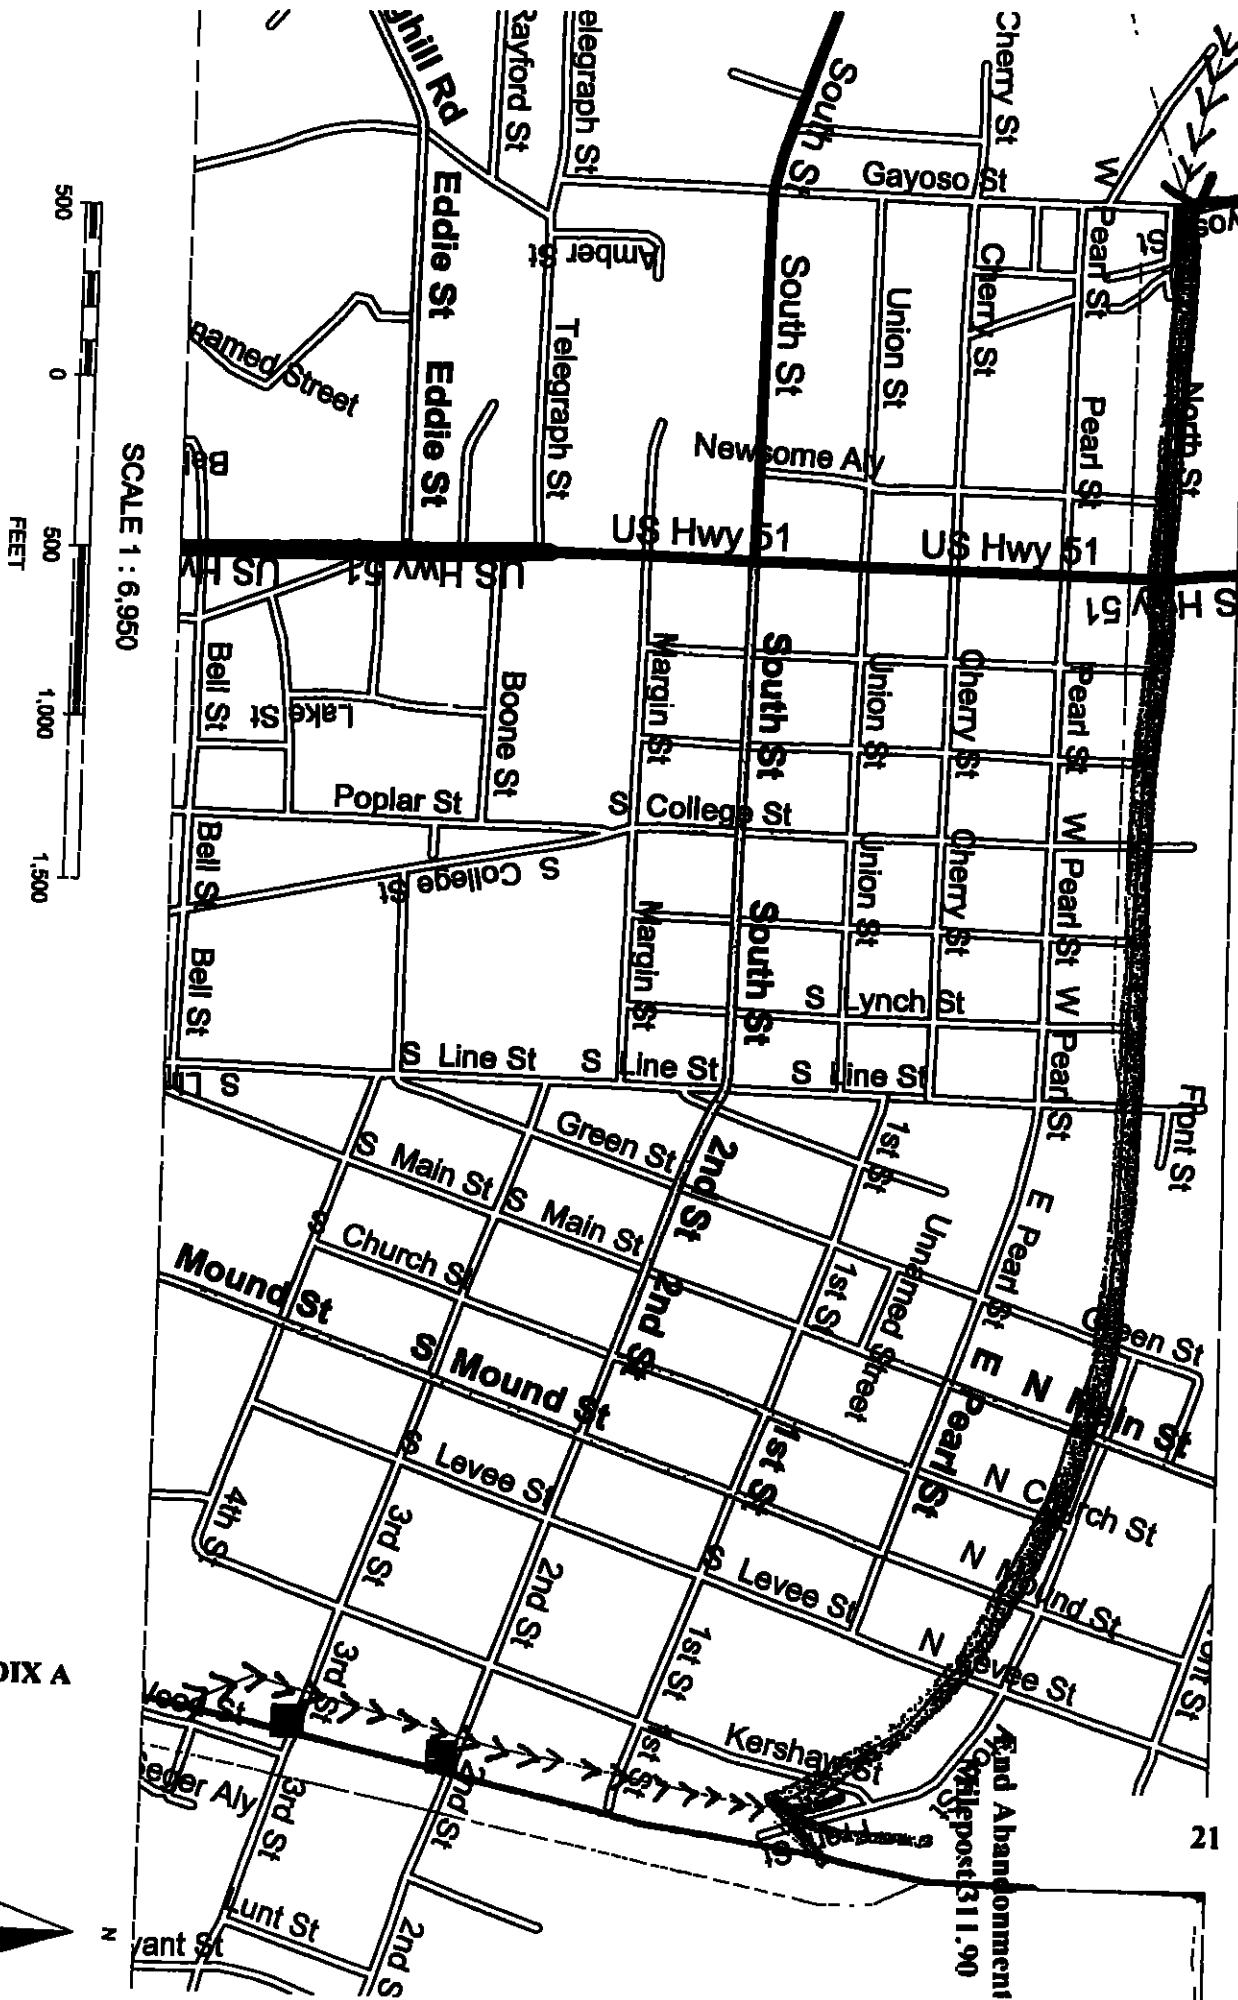 ghill Rd
Rayford St
elegraph St
South St
Cherry St
W Pearl St
Gayoso St
Eddie St
Eddie St
Amber St
Telegraph St
South St
Union St
Cherry St
Pearl St
North St
named Street
Newsome Aly
US Hwy 51
US Hwy 51
US Hwy 51
S Hwy 51
Bell St
Lake St
Boone St
Margin St
South St
Union St
Cherry St
Pearl St
Poplar St
S College St
S College St
Bell St
Bell St
Margin St
South St
Union St
Cherry St
W Pearl St
W Pearl St
S Lynch St
S Line St
S Line St
S Line St
Front St
Green St
2nd St
1st St
S Main St
S Main St
E Pearl St
Unnamed Street
S Church St
Mound St
S Mound St
2nd St
1st St
Green St
N Main St
E Pearl St
N Church St
N Mound St
N Levee St
S Levee St
S Levee St
4th St
3rd St
2nd St
1st St
1st St
3rd St
1st St
Kershaw St
eger Aly
3rd St
2nd St
Lunt St
yant St
2nd S
End Abandonment
Milepost 311.90
21
DIX A
N
SCALE 1 : 6,950
FEET
500
0
500
1,000
1,500